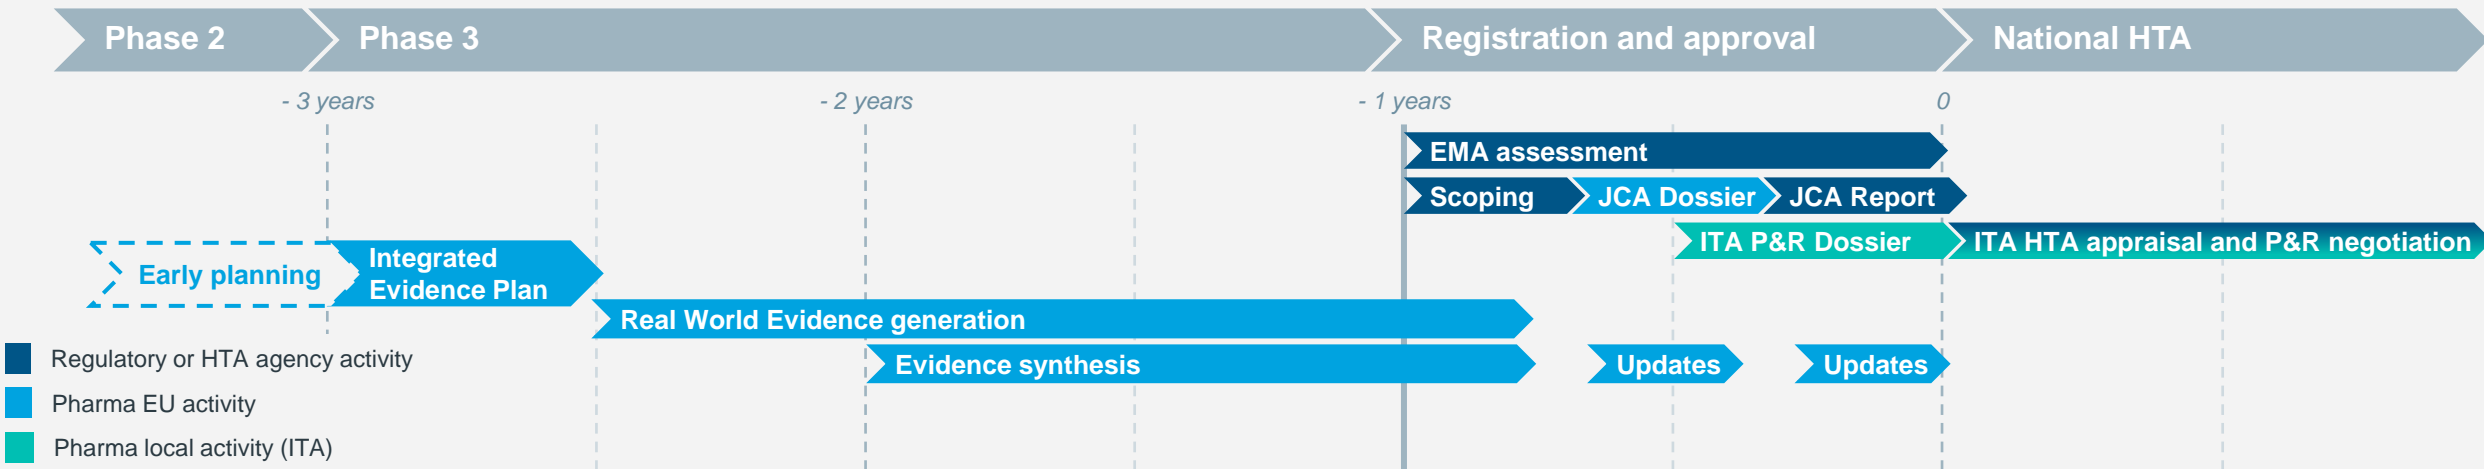 Phase 2
Phase 3
Registration and approval
National HTA
- 3 years
- 2 years
- 1 years
0
EMA assessment
Scoping
JCA Dossier
JCA Report
ITA P&R Dossier
ITA HTA appraisal and P&R negotiation
Early planning
Integrated
Evidence Plan
Real World Evidence generation
Evidence synthesis
Updates
Updates
Regulatory or HTA agency activity
Pharma EU activity
Pharma local activity (ITA)